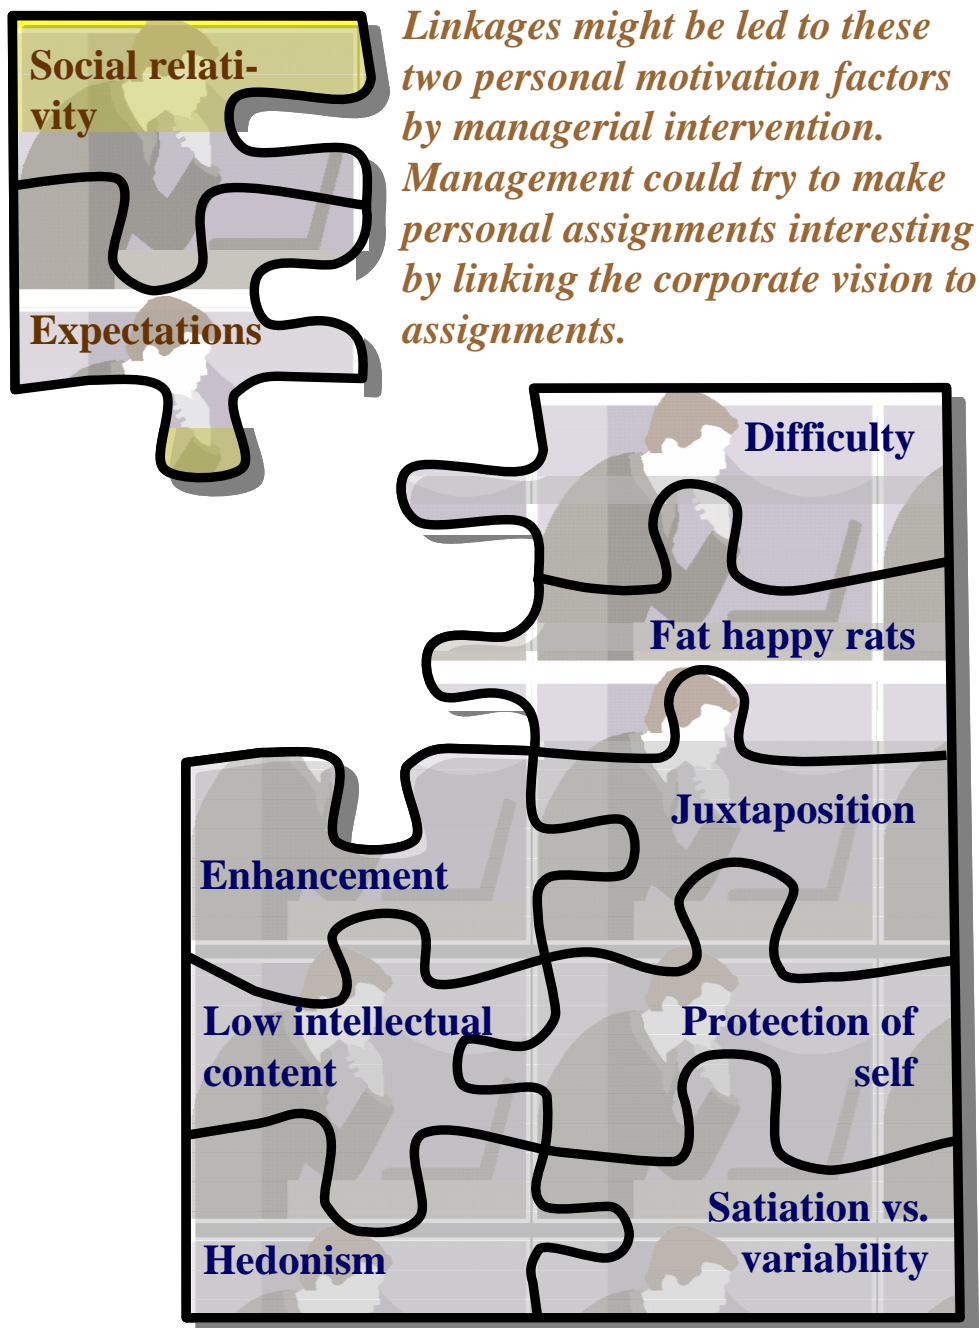 Social relati-
vity
Linkages might be led to these
two personal motivation factors
by managerial intervention.
Management could try to make
personal assignments interesting
by linking the corporate vision to
assignments.
Expectations
Difficulty
Fat happy rats
Juxtaposition
Enhancement
Low intellectual
content
Protection of
self
Satiation vs.
variability
Hedonism